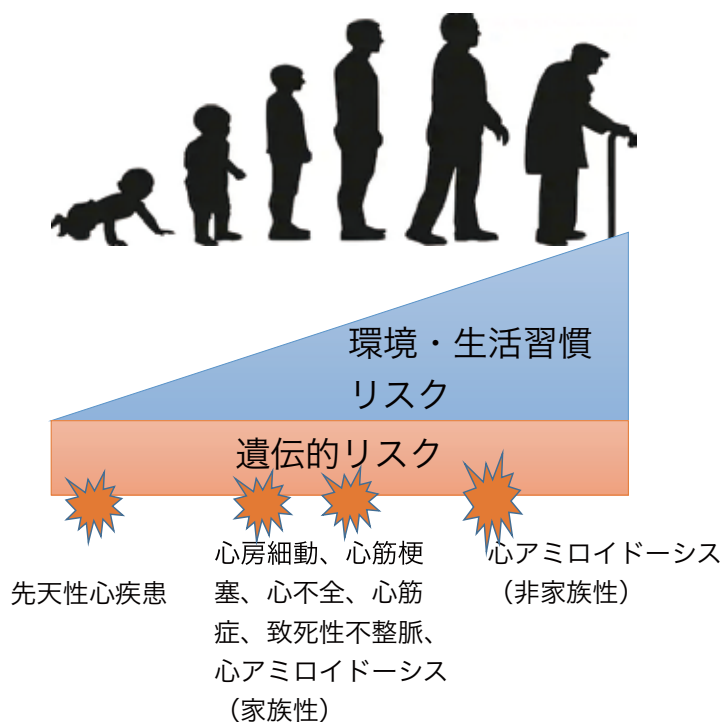 環境・生活習慣
リスク
遺伝的リスク
先天性心疾患
心房細動、心筋梗
塞、心不全、心筋
症、致死性不整脈、
心アミロイドーシス
（家族性）
心アミロイドーシス
（非家族性）